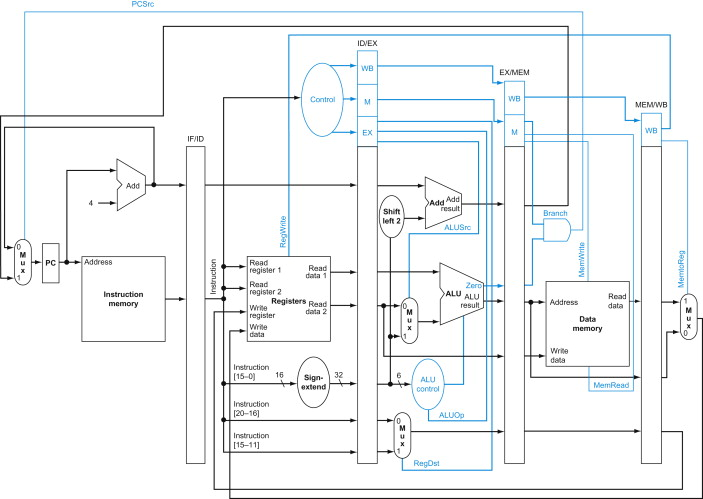 PCSrc
ID/EX
WB
EX/MEM
Control
M
WB
MEM/WB
EX
M
WB
IF/ID
Add
4
Add
Add
result
Shift
left 2
RegWrite
Branch
ALUSrc
0
M
u
x
1
PC
Address
Instruction
memory
Instruction
Read
register 1
Read
data 1
Read
register 2
Registers
Read
data 2
Write
register
Write
data
0
M
u
x
1
Zero
ALU
ALU
result
MemWrite
Address
Read
data
Data
memory
Write
data
MemtoReg
1
M
u
x
0
Instruction
[15–0]
16
Sign-
extend
32
6
ALU
control
MemRead
Instruction
[20–16]
ALUOp
0
M
u
x
1
Instruction
[15–11]
RegDst